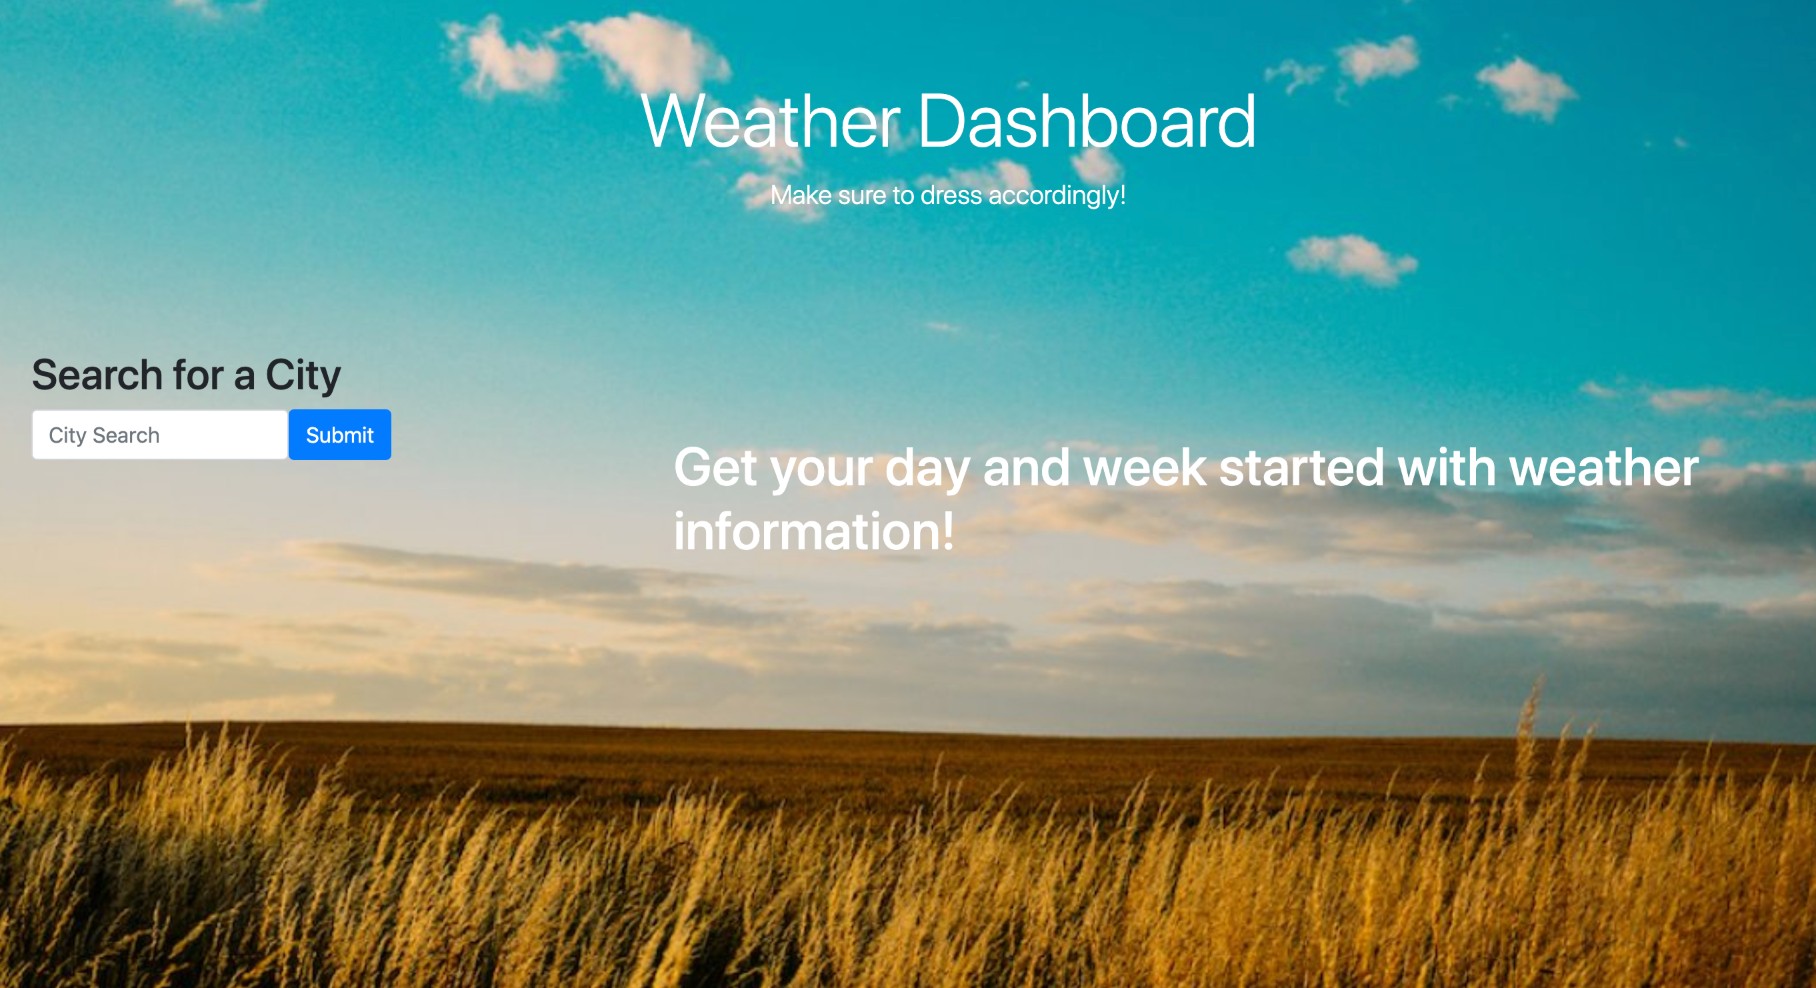 Weather Dashboard
Make sure to dress accordingly!
Search for a City
City Search
Submit
Get your day and week started with weather
information!